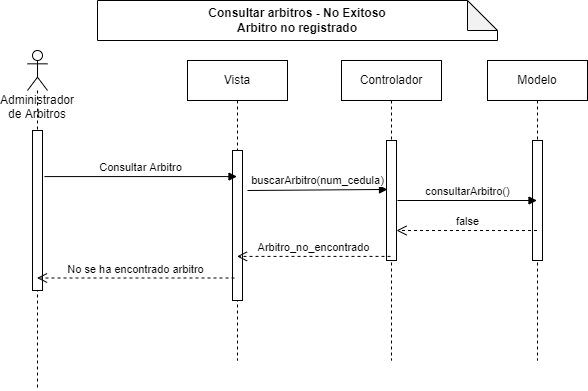 Consultar arbitros - No Exitoso
Arbitro no registrado
Administrador
de Arbitros
Vista
Controlador
Modelo
Consultar Arbitro
buscarArbitro(num_cedula)
consultarArbitro()
false
Arbitro_no_encontrado
No se ha encontrado arbitro